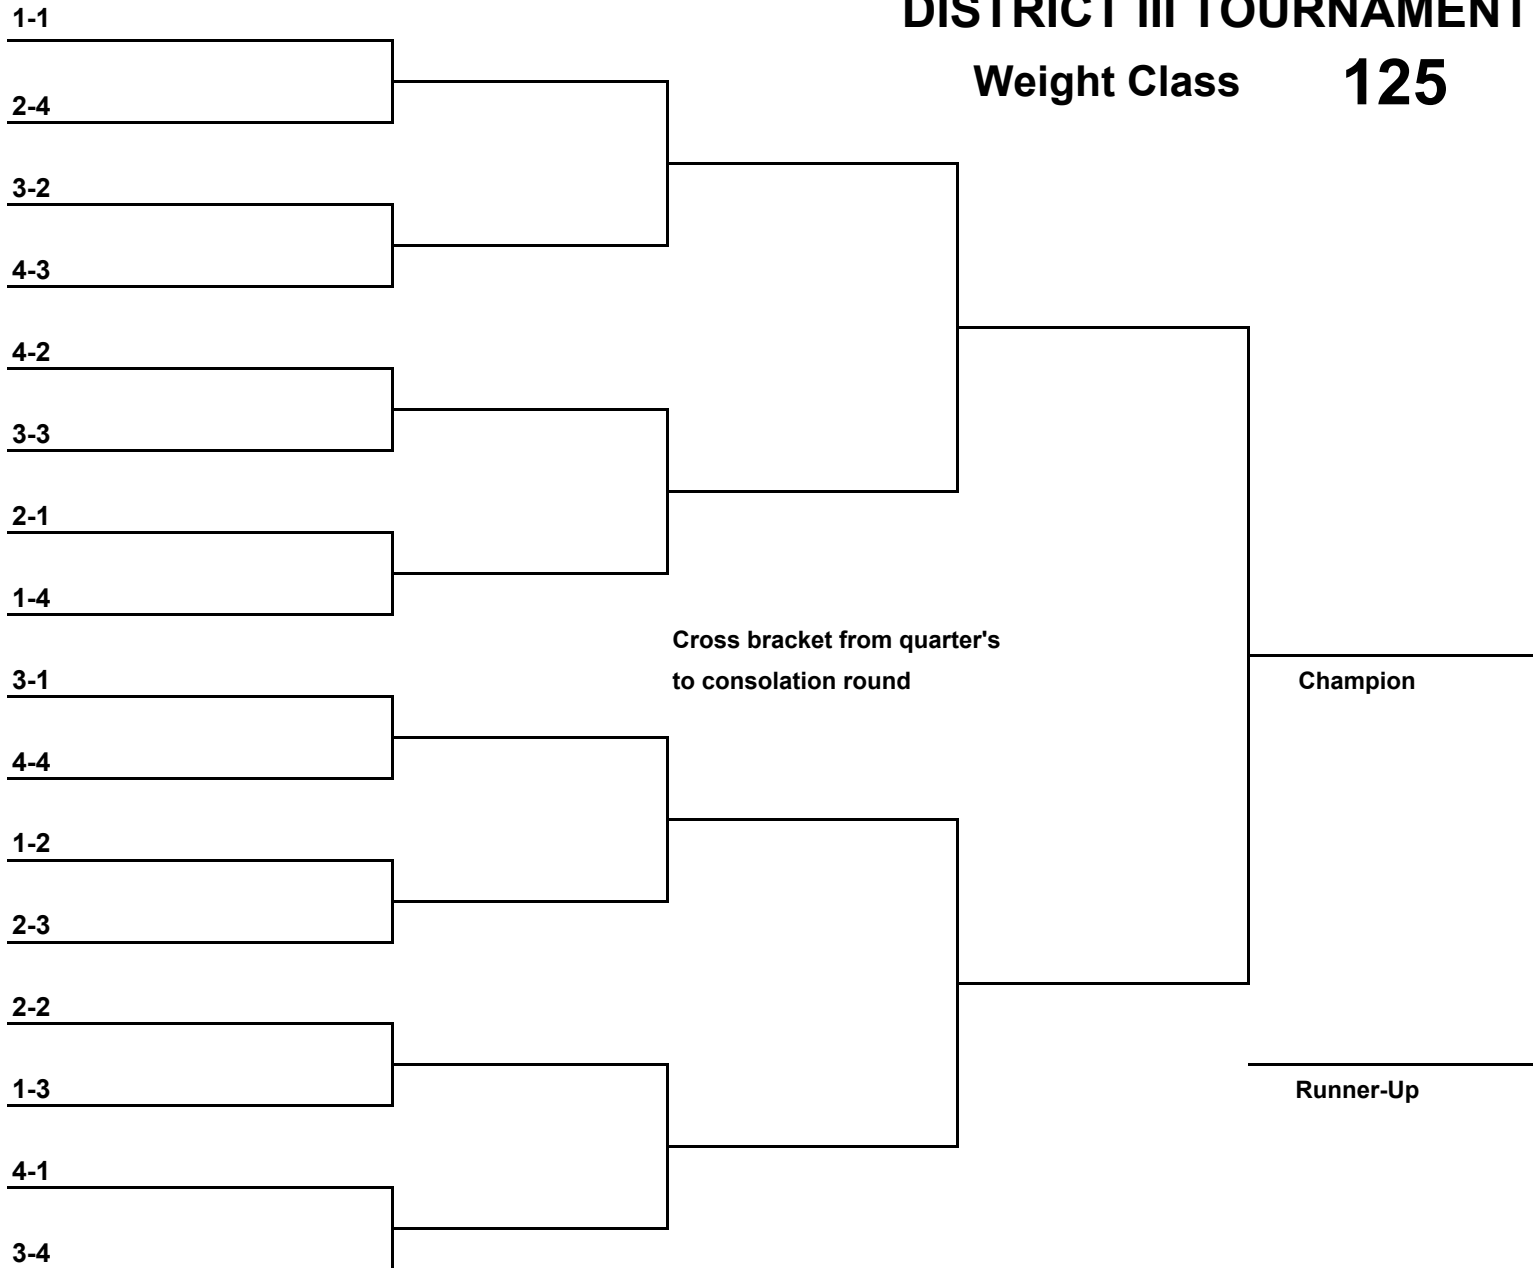 DISTRICT III TOURNAMENT
Weight Class 125
1-1
2-4
3-2
4-3
4-2
3-3
2-1
1-4
Cross bracket from quarter's
to consolation round
3-1
Champion
4-4
1-2
2-3
2-2
1-3
Runner-Up
4-1
3-4